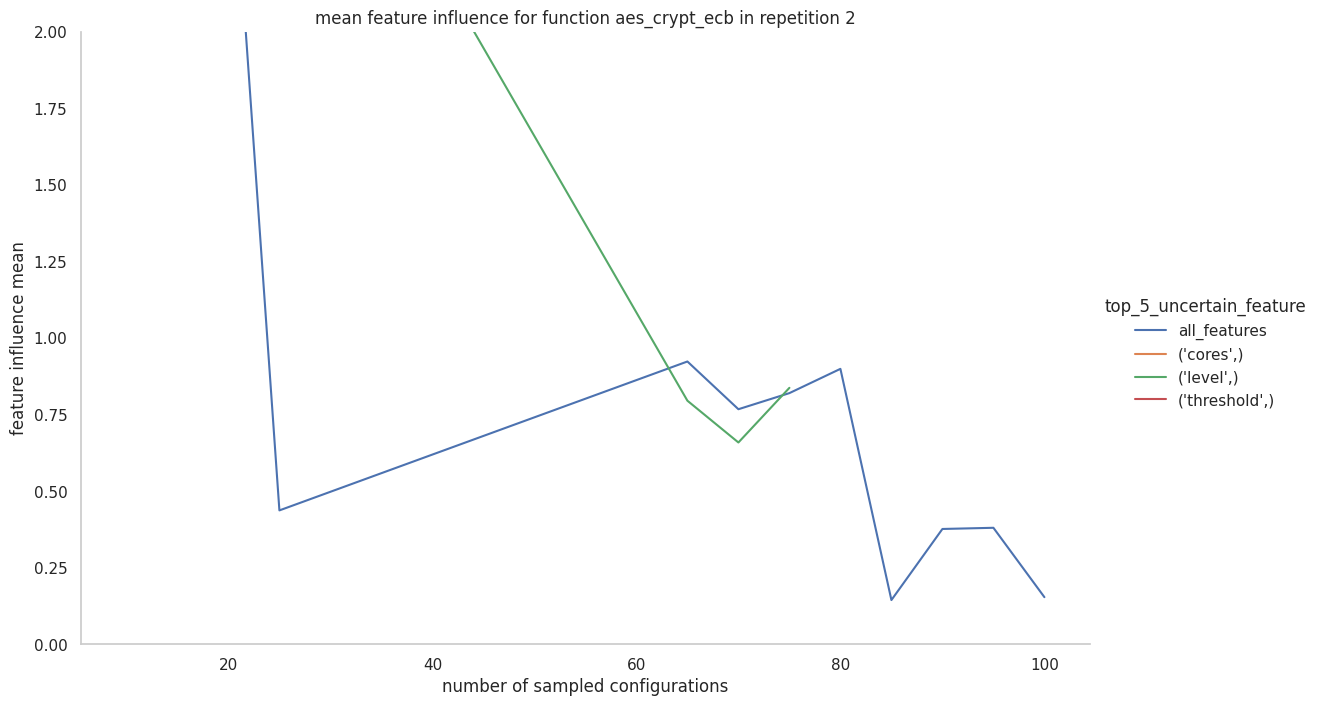 mean feature influence for function aes_crypt_ecb in repetition 2
2.00
1.75
1.50
1.25
1.00
0.75
0.50
0.25
0.00
feature influence mean
20 40 60 80 100
number of sampled configurations
top_5_uncertain_feature
all_features
('cores',)
('level',)
('threshold',)